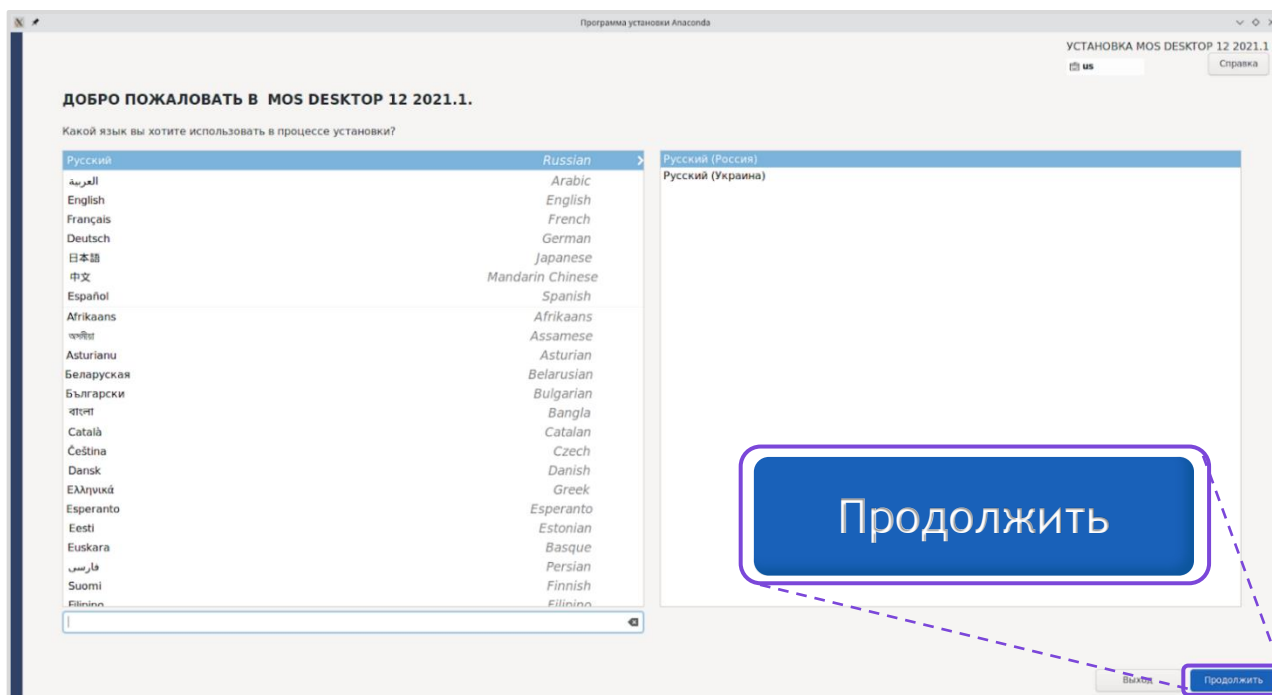 Программа установки Anaconda
УСТАНОВКА MOS DESKTOP 12 2021.1
us
Справка
ДОБРО ПОЖАЛОВАТЬ В MOS DESKTOP 12 2021.1.
Какой язык вы хотите использовать в процессе установки?
Русский Russian
العربية Arabic
English English
Français French
Deutsch German
日本語 Japanese
中文 Mandarin Chinese
Español Spanish
Afrikaans Afrikaans
অসমীয়া Assamese
Asturianu Asturian
Беларуская Belarusian
Български Bulgarian
বাংলা Bangla
Català Catalan
Čeština Czech
Dansk Danish
Ελληνικά Greek
Esperanto Esperanto
Eesti Estonian
Euskara Basque
فارسی Persian
Suomi Finnish
Filipino Filipino
Русский (Россия)
Русский (Украина)
Продолжить
Выход
Продолжить